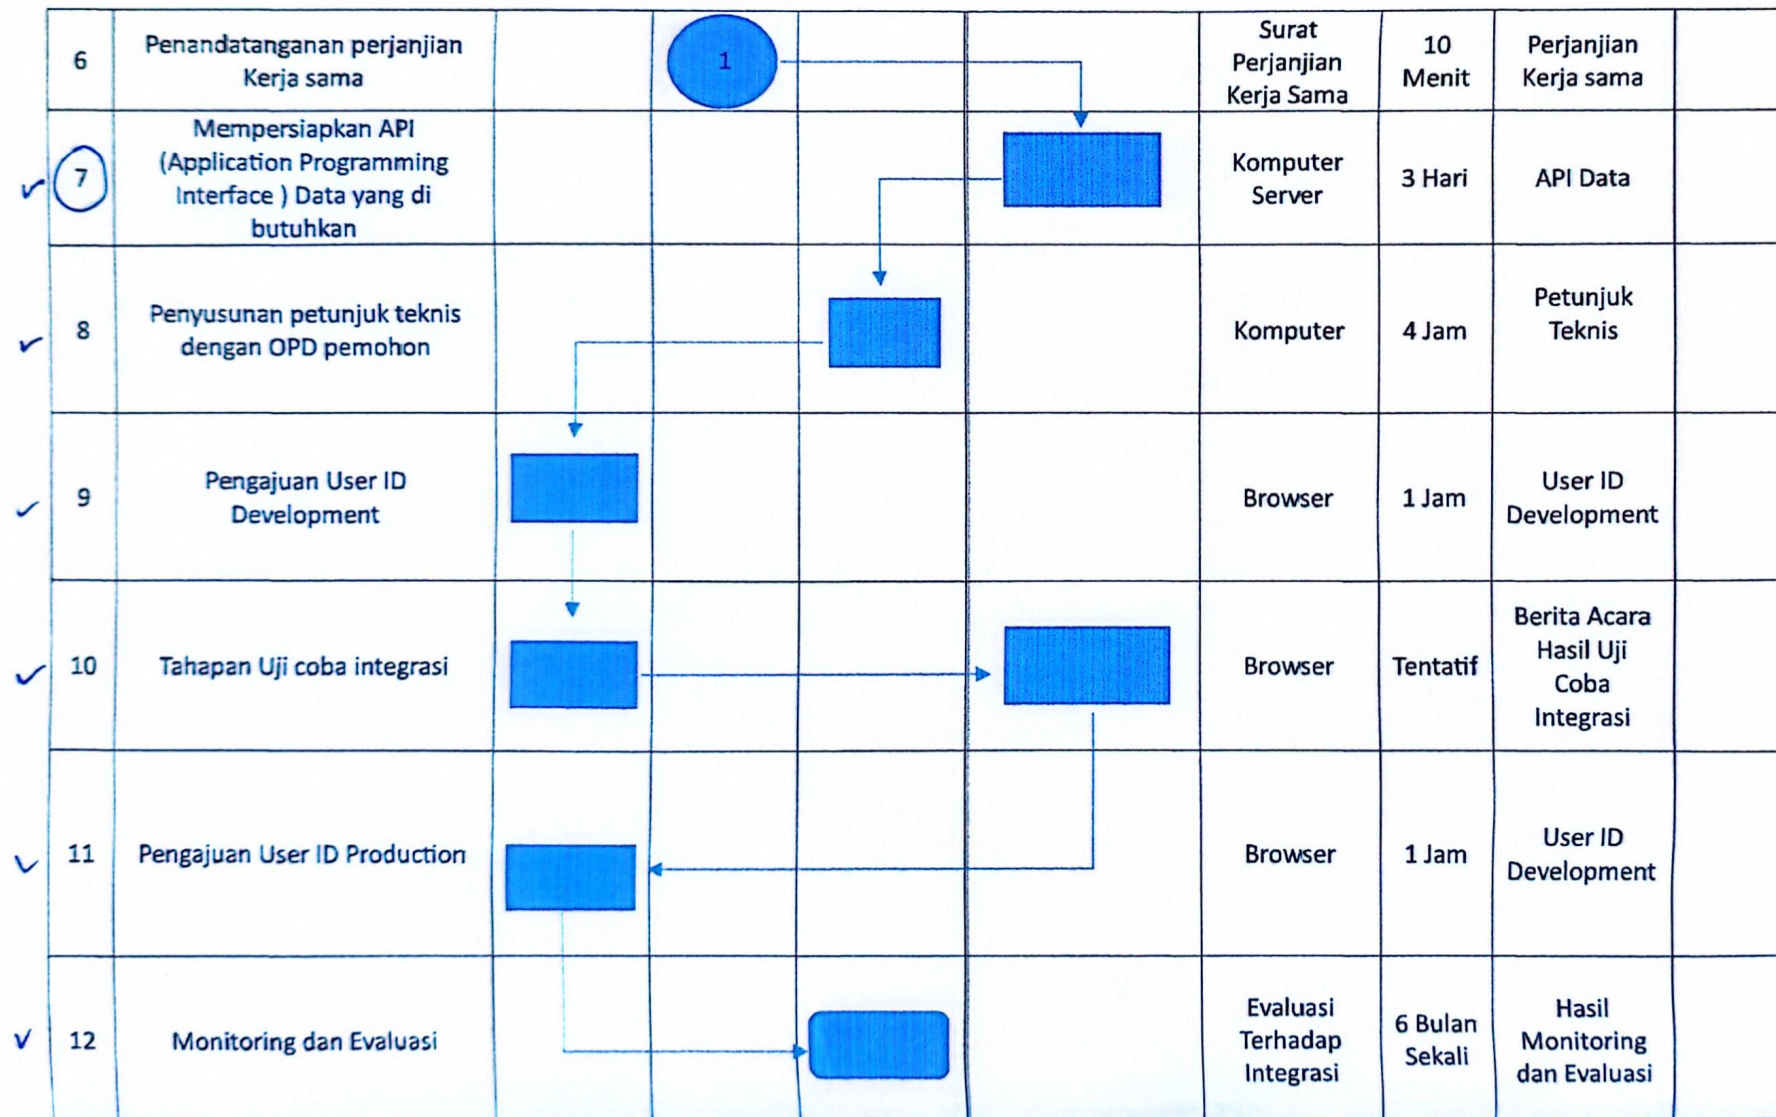 6
Penandatanganan perjanjian
Kerja sama
1
Surat
Perjanjian
Kerja Sama
10
Menit
Perjanjian
Kerja sama
7
Mempersiapkan API
(Application Programming
Interface ) Data yang di
butuhkan
Komputer
Server
3 Hari
API Data
8
Penyusunan petunjuk teknis
dengan OPD pemohon
Komputer
4 Jam
Petunjuk
Teknis
9
Pengajuan User ID
Development
Browser
1 Jam
User ID
Development
10
Tahapan Uji coba integrasi
Browser
Tentatif
Berita Acara
Hasil Uji
Coba
Integrasi
11
Pengajuan User ID Production
Browser
1 Jam
User ID
Development
12
Monitoring dan Evaluasi
Evaluasi
Terhadap
Integrasi
6 Bulan
Sekali
Hasil
Monitoring
dan Evaluasi